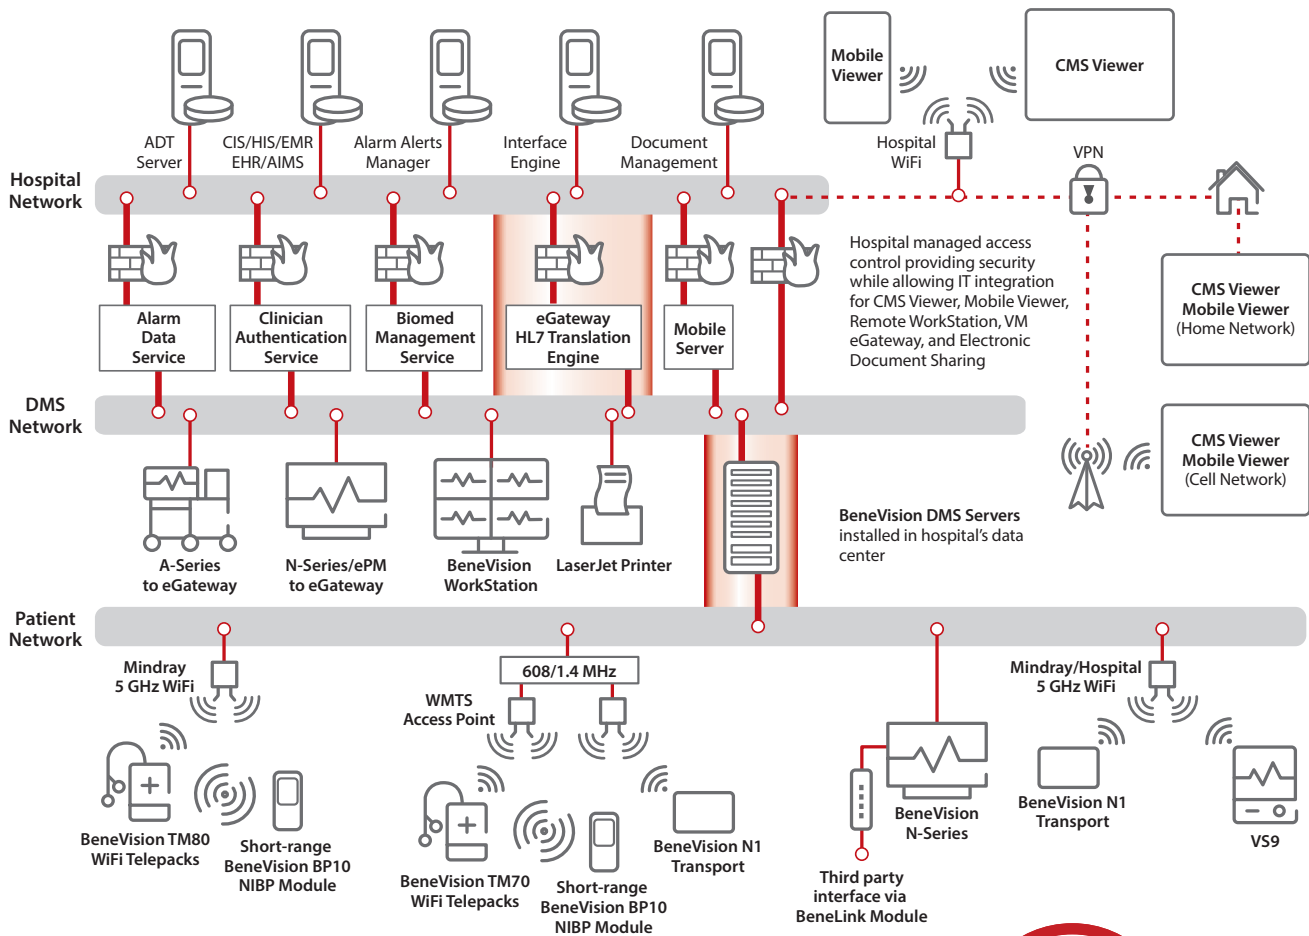 Mobile
Viewer
CMS Viewer
ADT
Server
CIS/HIS/EMR
EHR/AIMS
Alarm Alerts
Manager
Interface
Engine
Document
Management
Hospital
WiFi
VPN
Hospital
Network
Alarm
Data
Service
Clinician
Authentication
Service
Biomed
Management
Service
eGateway
HL7 Translation
Engine
Mobile
Server
Hospital managed access
control providing security
while allowing IT integration
for CMS Viewer, Mobile Viewer,
Remote WorkStation, VM
eGateway, and Electronic
Document Sharing
CMS Viewer
Mobile Viewer
(Home Network)
DMS
Network
CMS Viewer
Mobile Viewer
(Cell Network)
A-Series
to eGateway
N-Series/ePM
to eGateway
BeneVision
WorkStation
LaserJet Printer
BeneVision DMS Servers
installed in hospital's data
center
Patient
Network
Mindray
5 GHz WiFi
608/1.4 MHz
WMTS
Access Point
Mindray/Hospital
5 GHz WiFi
BeneVision TM80
WiFi Telepacks
Short-range
BeneVision BP10
NIBP Module
BeneVision TM70
WiFi Telepacks
Short-range
BeneVision BP10
NIBP Module
BeneVision N1
Transport
BeneVision
N-Series
Third party
interface via
BeneLink Module
BeneVision N1
Transport
VS9